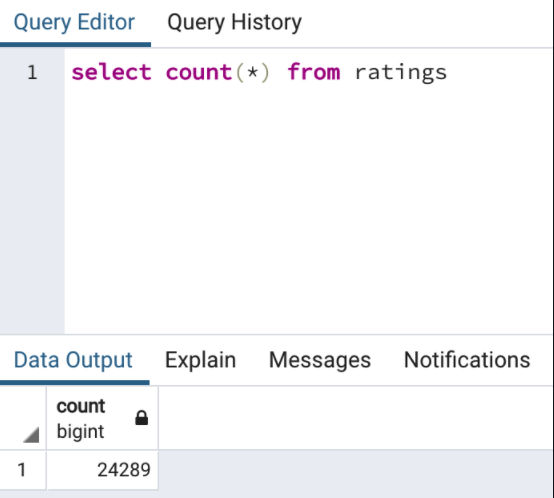 Query Editor Query History
1 select count(*) from ratings
Data Output Explain Messages Notifications
count
bigint
1 24289